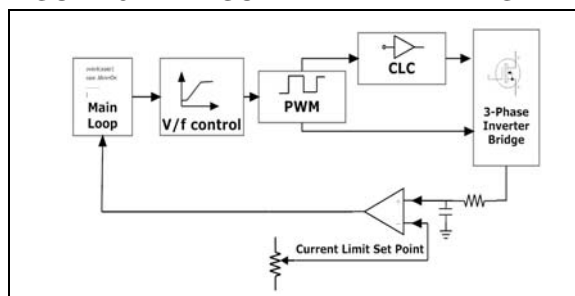 Main
Loop
V/f control
PWM
CLC
3-Phase
Inverter
Bridge
+
−
Current Limit Set Point